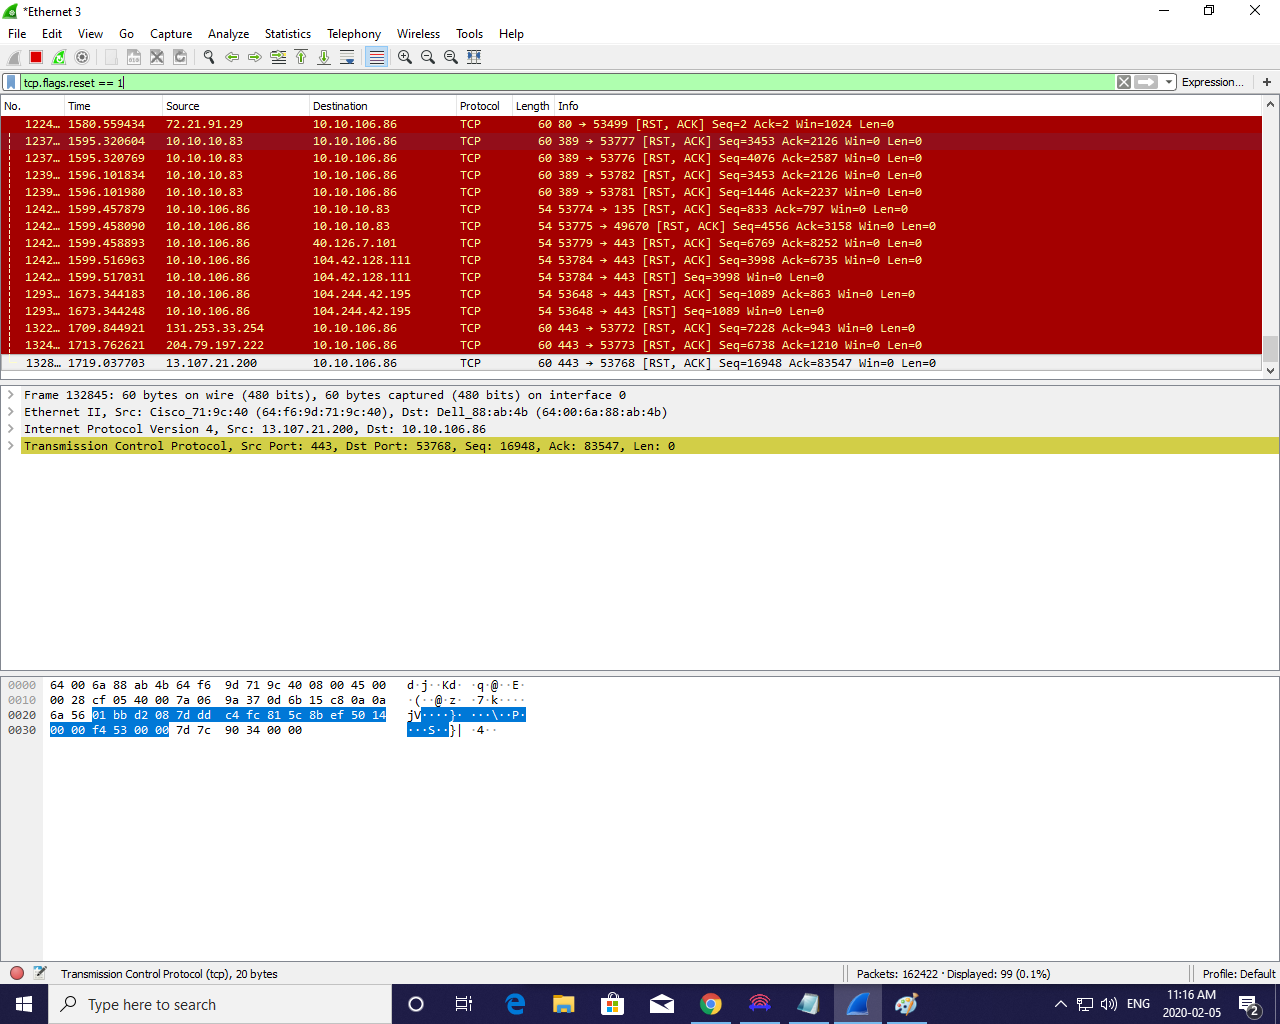 *Ethernet 3
File Edit View Go Capture Analyze Statistics Telephony Wireless Tools Help
tcp.flags.reset == 1
Expression... +
No. Time Source Destination Protocol Length Info
1224… 1580.559434 72.21.91.29 10.10.106.86 TCP 60 80 → 53499 [RST, ACK] Seq=2 Ack=2 Win=1024 Len=0
1237… 1595.320604 10.10.10.83 10.10.106.86 TCP 60 389 → 53777 [RST, ACK] Seq=3453 Ack=2126 Win=0 Len=0
1237… 1595.320769 10.10.10.83 10.10.106.86 TCP 60 389 → 53776 [RST, ACK] Seq=4076 Ack=2587 Win=0 Len=0
1239… 1596.101834 10.10.10.83 10.10.106.86 TCP 60 389 → 53782 [RST, ACK] Seq=3453 Ack=2126 Win=0 Len=0
1239… 1596.101980 10.10.10.83 10.10.106.86 TCP 60 389 → 53781 [RST, ACK] Seq=1446 Ack=2237 Win=0 Len=0
1242… 1599.457879 10.10.106.86 10.10.10.83 TCP 54 53774 → 135 [RST, ACK] Seq=833 Ack=797 Win=0 Len=0
1242… 1599.458090 10.10.106.86 10.10.10.83 TCP 54 53775 → 49670 [RST, ACK] Seq=4556 Ack=3158 Win=0 Len=0
1242… 1599.458893 10.10.106.86 40.126.7.101 TCP 54 53779 → 443 [RST, ACK] Seq=6769 Ack=8252 Win=0 Len=0
1242… 1599.516963 10.10.106.86 104.42.128.111 TCP 54 53784 → 443 [RST, ACK] Seq=3998 Ack=6735 Win=0 Len=0
1242… 1599.517031 10.10.106.86 104.42.128.111 TCP 54 53784 → 443 [RST] Seq=3998 Win=0 Len=0
1293… 1673.344183 10.10.106.86 104.244.42.195 TCP 54 53648 → 443 [RST, ACK] Seq=1089 Ack=863 Win=0 Len=0
1293… 1673.344248 10.10.106.86 104.244.42.195 TCP 54 53648 → 443 [RST] Seq=1089 Win=0 Len=0
1322… 1709.844921 131.253.33.254 10.10.106.86 TCP 60 443 → 53772 [RST, ACK] Seq=7228 Ack=943 Win=0 Len=0
1324… 1713.762621 204.79.197.222 10.10.106.86 TCP 60 443 → 53773 [RST, ACK] Seq=6738 Ack=1210 Win=0 Len=0
1328… 1719.037703 13.107.21.200 10.10.106.86 TCP 60 443 → 53768 [RST, ACK] Seq=16948 Ack=83547 Win=0 Len=0
Frame 132845: 60 bytes on wire (480 bits), 60 bytes captured (480 bits) on interface 0
Ethernet II, Src: Cisco_71:9c:40 (64:f6:9d:71:9c:40), Dst: Dell_88:ab:4b (64:00:6a:88:ab:4b)
Internet Protocol Version 4, Src: 13.107.21.200, Dst: 10.10.106.86
Transmission Control Protocol, Src Port: 443, Dst Port: 53768, Seq: 16948, Ack: 83547, Len: 0
0000 64 00 6a 88 ab 4b 64 f6 9d 71 9c 40 08 00 45 00 d·j··Kd· ·q·@··E·
0010 00 28 cf 05 40 00 7a 06 9a 37 0d 6b 15 c8 0a 0a ·(··@·z· ·7·k····
0020 6a 56 01 bb d2 08 7d dd c4 fc 81 5c 8b ef 50 14 jV····}· ···\··P·
0030 00 00 f4 53 00 00 7d 7c 90 34 00 00 ···S··}| ·4··
Transmission Control Protocol (tcp), 20 bytes
Packets: 162422 · Displayed: 99 (0.1%)
Profile: Default
Type here to search
ENG
11:16 AM
2020-02-05
2